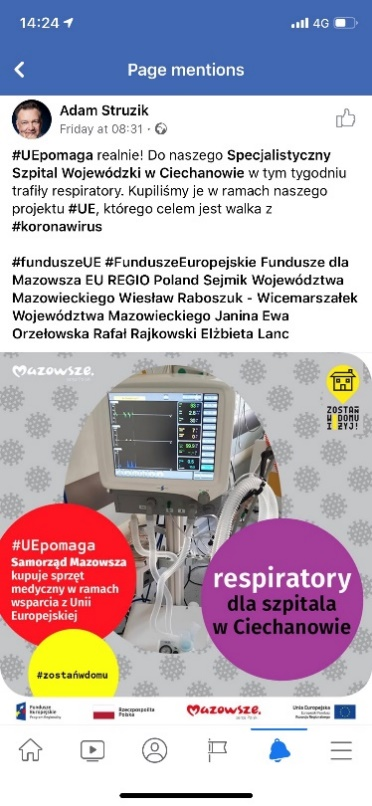 14:24
4G
Page mentions
Adam Struzik
Friday at 08:31 ·
#UEpomaga realnie! Do naszego Specjalistyczny
Szpital Wojewódzki w Ciechanowie w tym tygodniu
trafiły respiratory. Kupiliśmy je w ramach naszego
projektu #UE, którego celem jest walka z
#koronawirus
#funduszeUE #FunduszeEuropejskie Fundusze dla
Mazowsza EU REGIO Poland Sejmik Województwa
Mazowieckiego Wiesław Raboszuk - Wicemarszałek
Województwa Mazowieckiego Janina Ewa
Orzełowska Rafał Rajkowski Elżbieta Lanc
Mazowsze.
ZOSTAŃ
W DOMU
I ŻYJ!
#UEpomaga
Samorząd Mazowsza
kupuje sprzęt
medyczny w ramach
wsparcia z Unii
Europejskiej
respiratory
dla szpitala
w Ciechanowie
#zostańwdomu
Fundusze
Europejskie
Rzeczpospolita
Polska
Mazowsze.
Unia Europejska